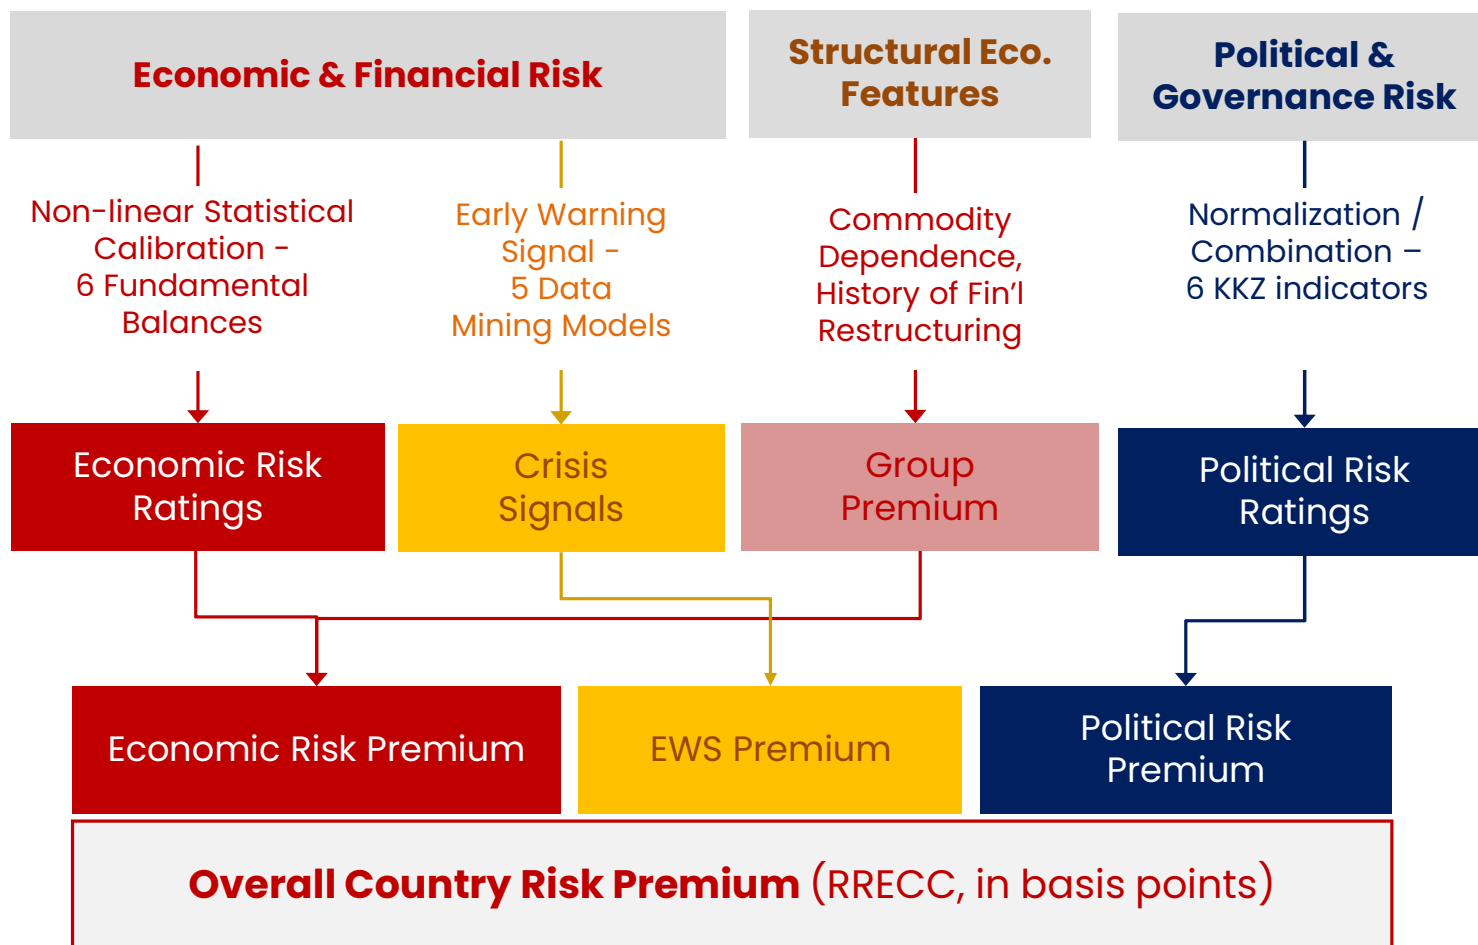 Economic & Financial Risk
Structural Eco.
Features
Political &
Governance Risk
Non-linear Statistical
Calibration -
6 Fundamental
Balances
Early Warning
Signal -
5 Data
Mining Models
Commodity
Dependence,
History of Fin’l
Restructuring
Normalization /
Combination –
6 KKZ indicators
Economic Risk
Ratings
Crisis
Signals
Group
Premium
Political Risk
Ratings
Economic Risk Premium
EWS Premium
Political Risk
Premium
Overall Country Risk Premium (RRECC, in basis points)